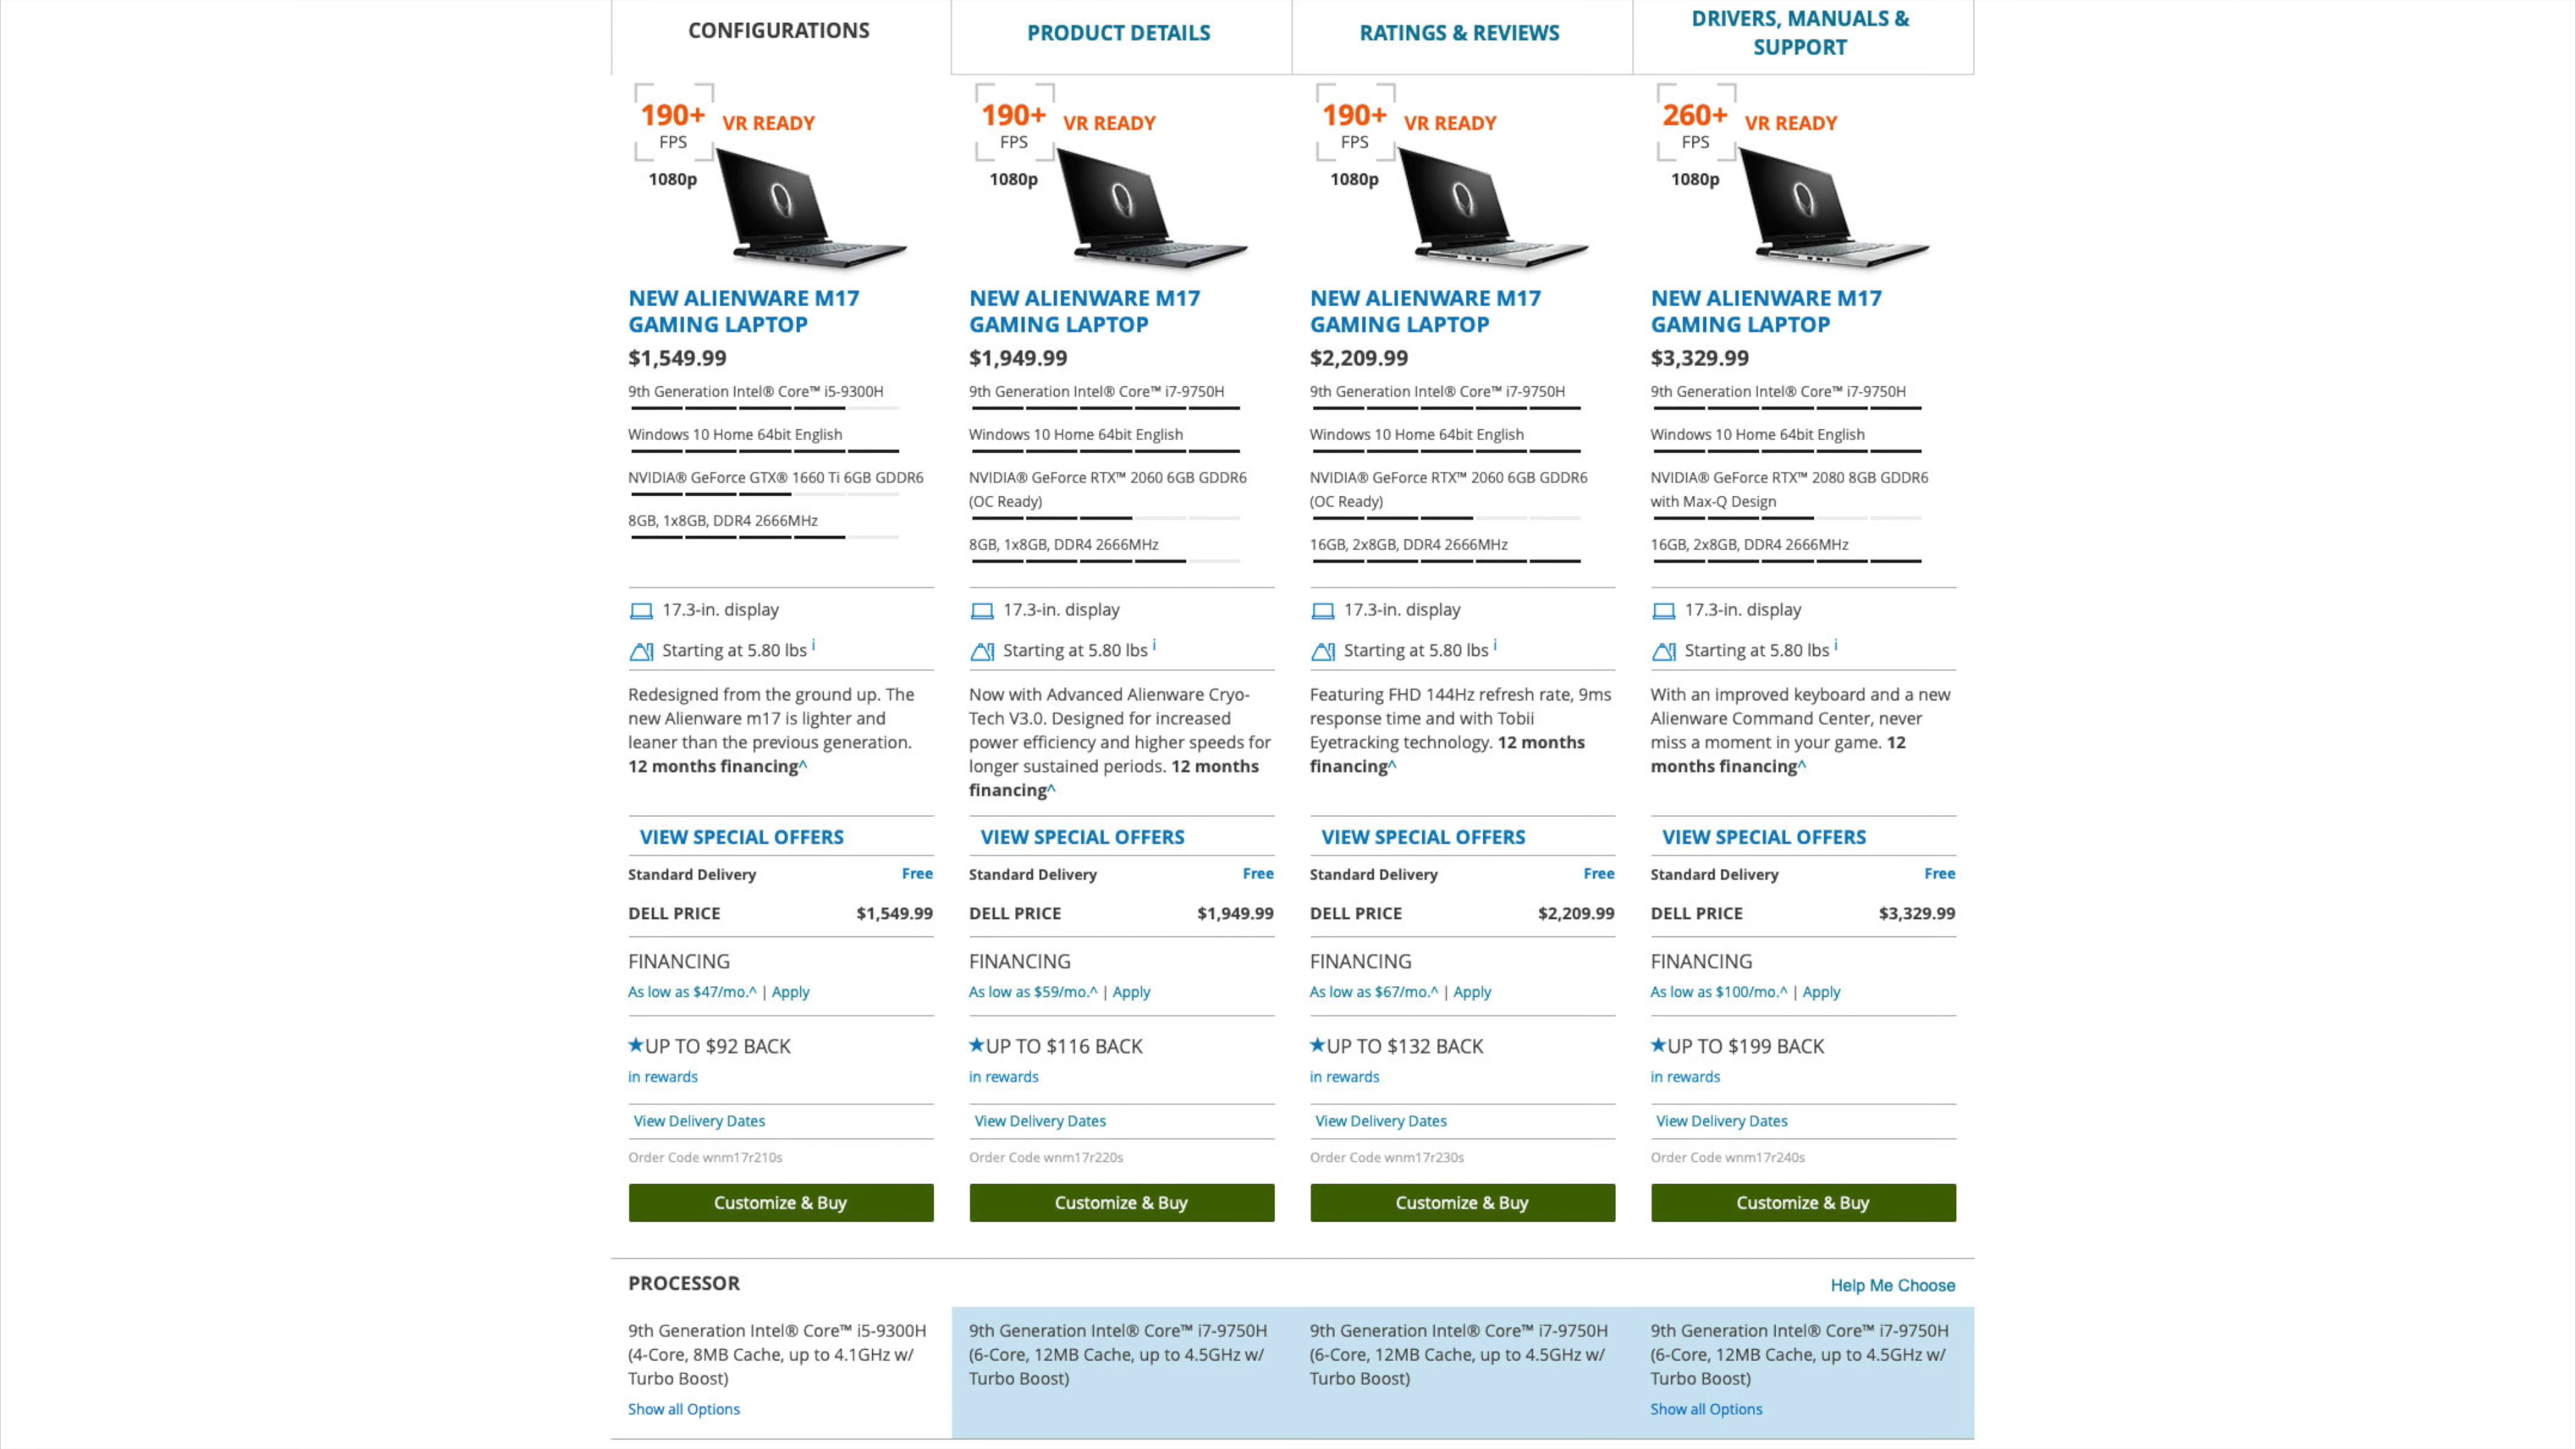 CONFIGURATIONS
PRODUCT DETAILS
RATINGS & REVIEWS
DRIVERS, MANUALS &
SUPPORT
190+
FPS
1080p
VR READY
NEW ALIENWARE M17
GAMING LAPTOP
$1,549.99
9th Generation Intel® Core™ i5-9300H
Windows 10 Home 64bit English
NVIDIA® GeForce GTX® 1660 Ti 6GB GDDR6
8GB, 1x8GB, DDR4 2666MHz
17.3-in. display
Starting at 5.80 lbs i
Redesigned from the ground up. The
new Alienware m17 is lighter and
leaner than the previous generation.
12 months financing^
VIEW SPECIAL OFFERS
Standard Delivery Free
DELL PRICE $1,549.99
FINANCING
As low as $47/mo.^ | Apply
★UP TO $92 BACK
in rewards
View Delivery Dates
Order Code wnm17r210s
Customize & Buy
190+
FPS
1080p
VR READY
NEW ALIENWARE M17
GAMING LAPTOP
$1,949.99
9th Generation Intel® Core™ i7-9750H
Windows 10 Home 64bit English
NVIDIA® GeForce RTX™ 2060 6GB GDDR6
(OC Ready)
8GB, 1x8GB, DDR4 2666MHz
17.3-in. display
Starting at 5.80 lbs i
Now with Advanced Alienware Cryo-
Tech V3.0. Designed for increased
power efficiency and higher speeds for
longer sustained periods. 12 months
financing^
VIEW SPECIAL OFFERS
Standard Delivery Free
DELL PRICE $1,949.99
FINANCING
As low as $59/mo.^ | Apply
★UP TO $116 BACK
in rewards
View Delivery Dates
Order Code wnm17r220s
Customize & Buy
190+
FPS
1080p
VR READY
NEW ALIENWARE M17
GAMING LAPTOP
$2,209.99
9th Generation Intel® Core™ i7-9750H
Windows 10 Home 64bit English
NVIDIA® GeForce RTX™ 2060 6GB GDDR6
(OC Ready)
16GB, 2x8GB, DDR4 2666MHz
17.3-in. display
Starting at 5.80 lbs i
Featuring FHD 144Hz refresh rate, 9ms
response time and with Tobii
Eyetracking technology. 12 months
financing^
VIEW SPECIAL OFFERS
Standard Delivery Free
DELL PRICE $2,209.99
FINANCING
As low as $67/mo.^ | Apply
★UP TO $132 BACK
in rewards
View Delivery Dates
Order Code wnm17r230s
Customize & Buy
260+
FPS
1080p
VR READY
NEW ALIENWARE M17
GAMING LAPTOP
$3,329.99
9th Generation Intel® Core™ i7-9750H
Windows 10 Home 64bit English
NVIDIA® GeForce RTX™ 2080 8GB GDDR6
with Max-Q Design
16GB, 2x8GB, DDR4 2666MHz
17.3-in. display
Starting at 5.80 lbs i
With an improved keyboard and a new
Alienware Command Center, never
miss a moment in your game. 12
months financing^
VIEW SPECIAL OFFERS
Standard Delivery Free
DELL PRICE $3,329.99
FINANCING
As low as $100/mo.^ | Apply
★UP TO $199 BACK
in rewards
View Delivery Dates
Order Code wnm17r240s
Customize & Buy
PROCESSOR
Help Me Choose
9th Generation Intel® Core™ i5-9300H
(4-Core, 8MB Cache, up to 4.1GHz w/
Turbo Boost)
Show all Options
9th Generation Intel® Core™ i7-9750H
(6-Core, 12MB Cache, up to 4.5GHz w/
Turbo Boost)
9th Generation Intel® Core™ i7-9750H
(6-Core, 12MB Cache, up to 4.5GHz w/
Turbo Boost)
9th Generation Intel® Core™ i7-9750H
(6-Core, 12MB Cache, up to 4.5GHz w/
Turbo Boost)
Show all Options